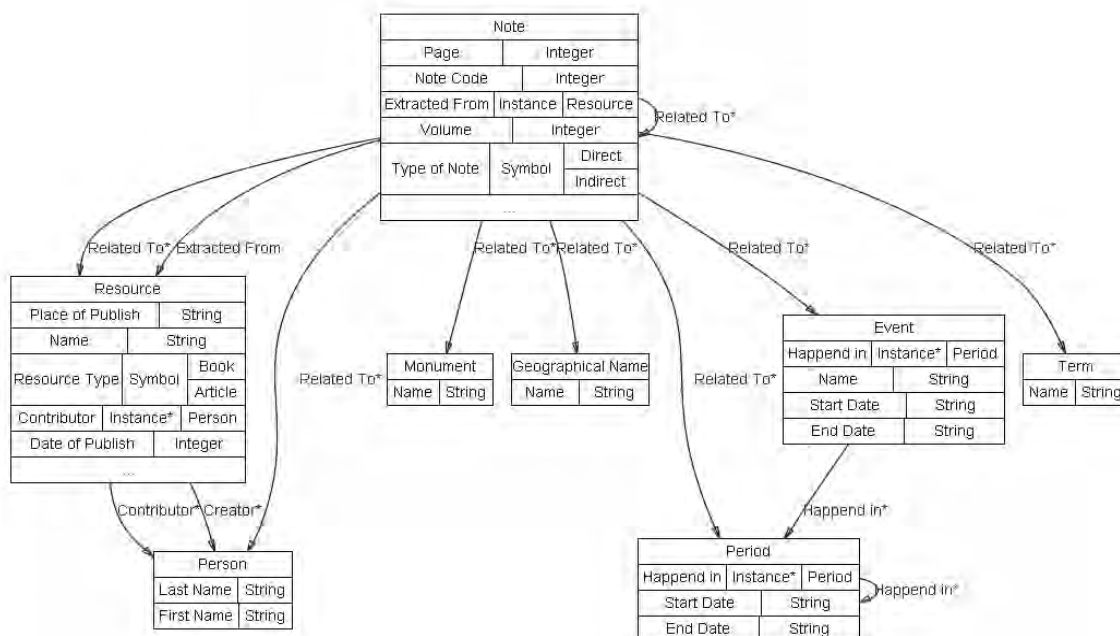 Note
Page Integer
Note Code Integer
Extracted From Instance Resource
Related To*
Volume Integer
Type of Note Symbol Direct
Indirect
...
Related To* Extracted From Related To* Related To* Related To* Related To*
Resource
Place of Publish String
Name String
Resource Type Symbol Book
Article
Contributor Instance* Person
Date of Publish Integer
...
Related To*
Monument
Name String
Geographical Name
Name String
Related To*
Event
Happend in Instance* Period
Name String
Start Date String
End Date String
Term
Name String
Contributor* Creator*
Happend in*
Person
Last Name String
First Name String
Period
Happend in Instance* Period
Happend in*
Start Date String
End Date String